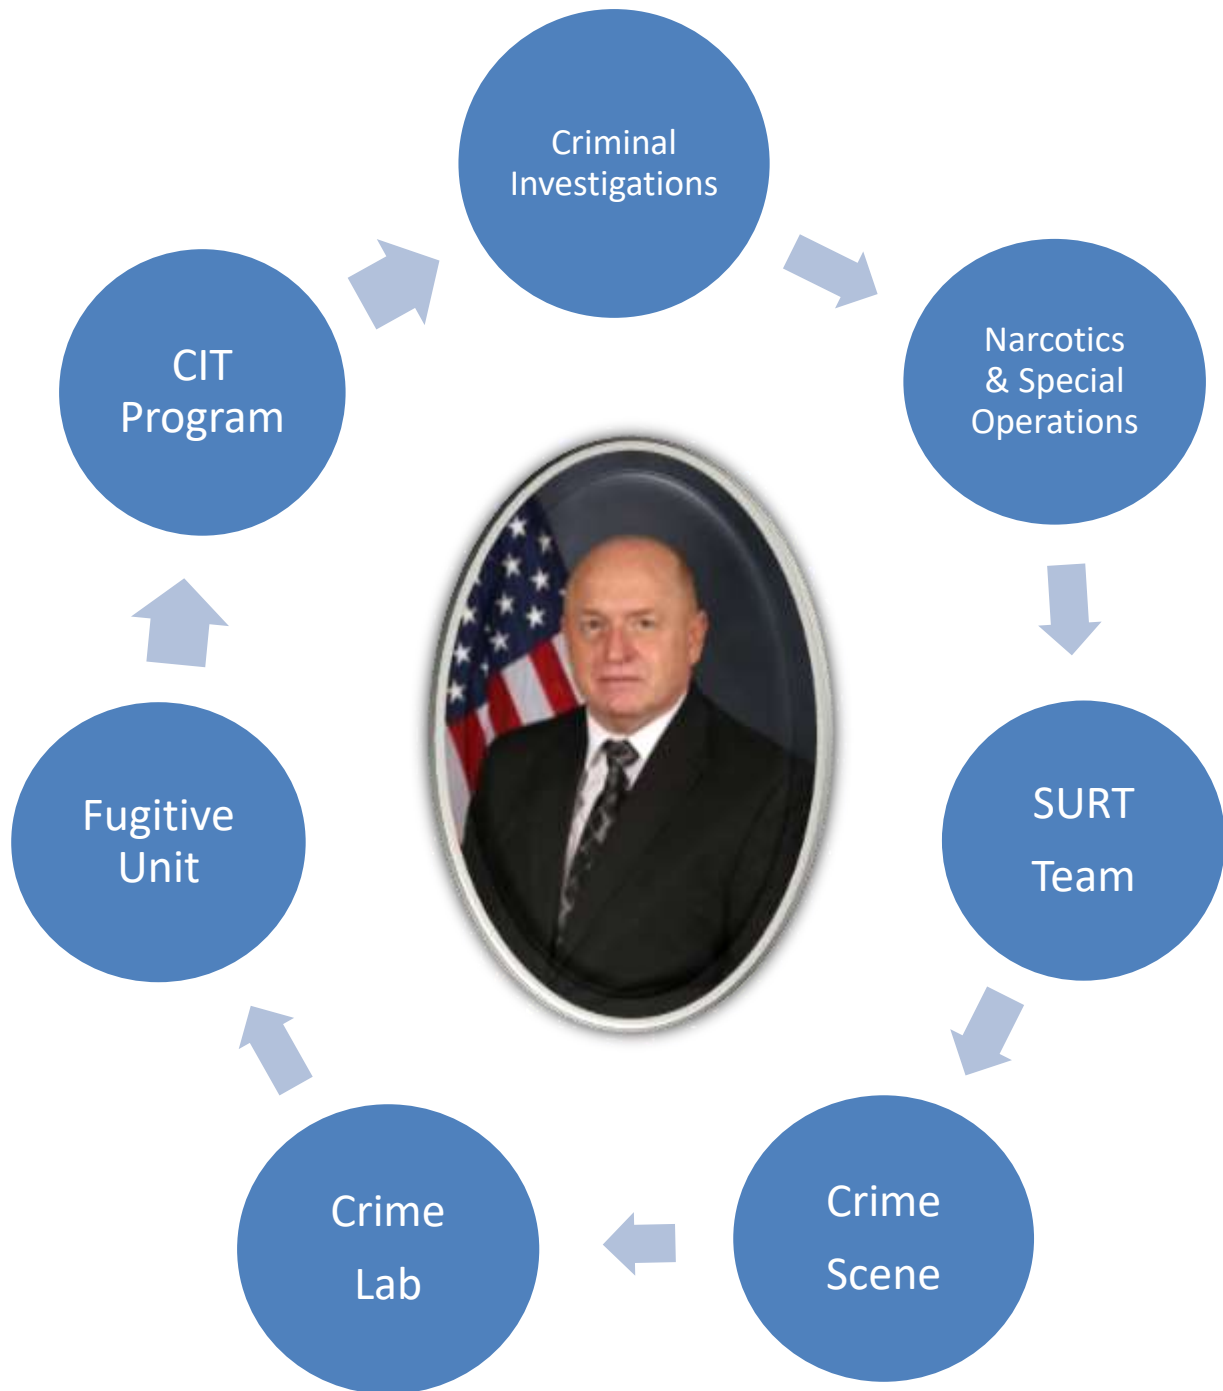 Criminal
Investigations
Narcotics
& Special
Operations
SURT
Team
Crime
Scene
Crime
Lab
Fugitive
Unit
CIT
Program